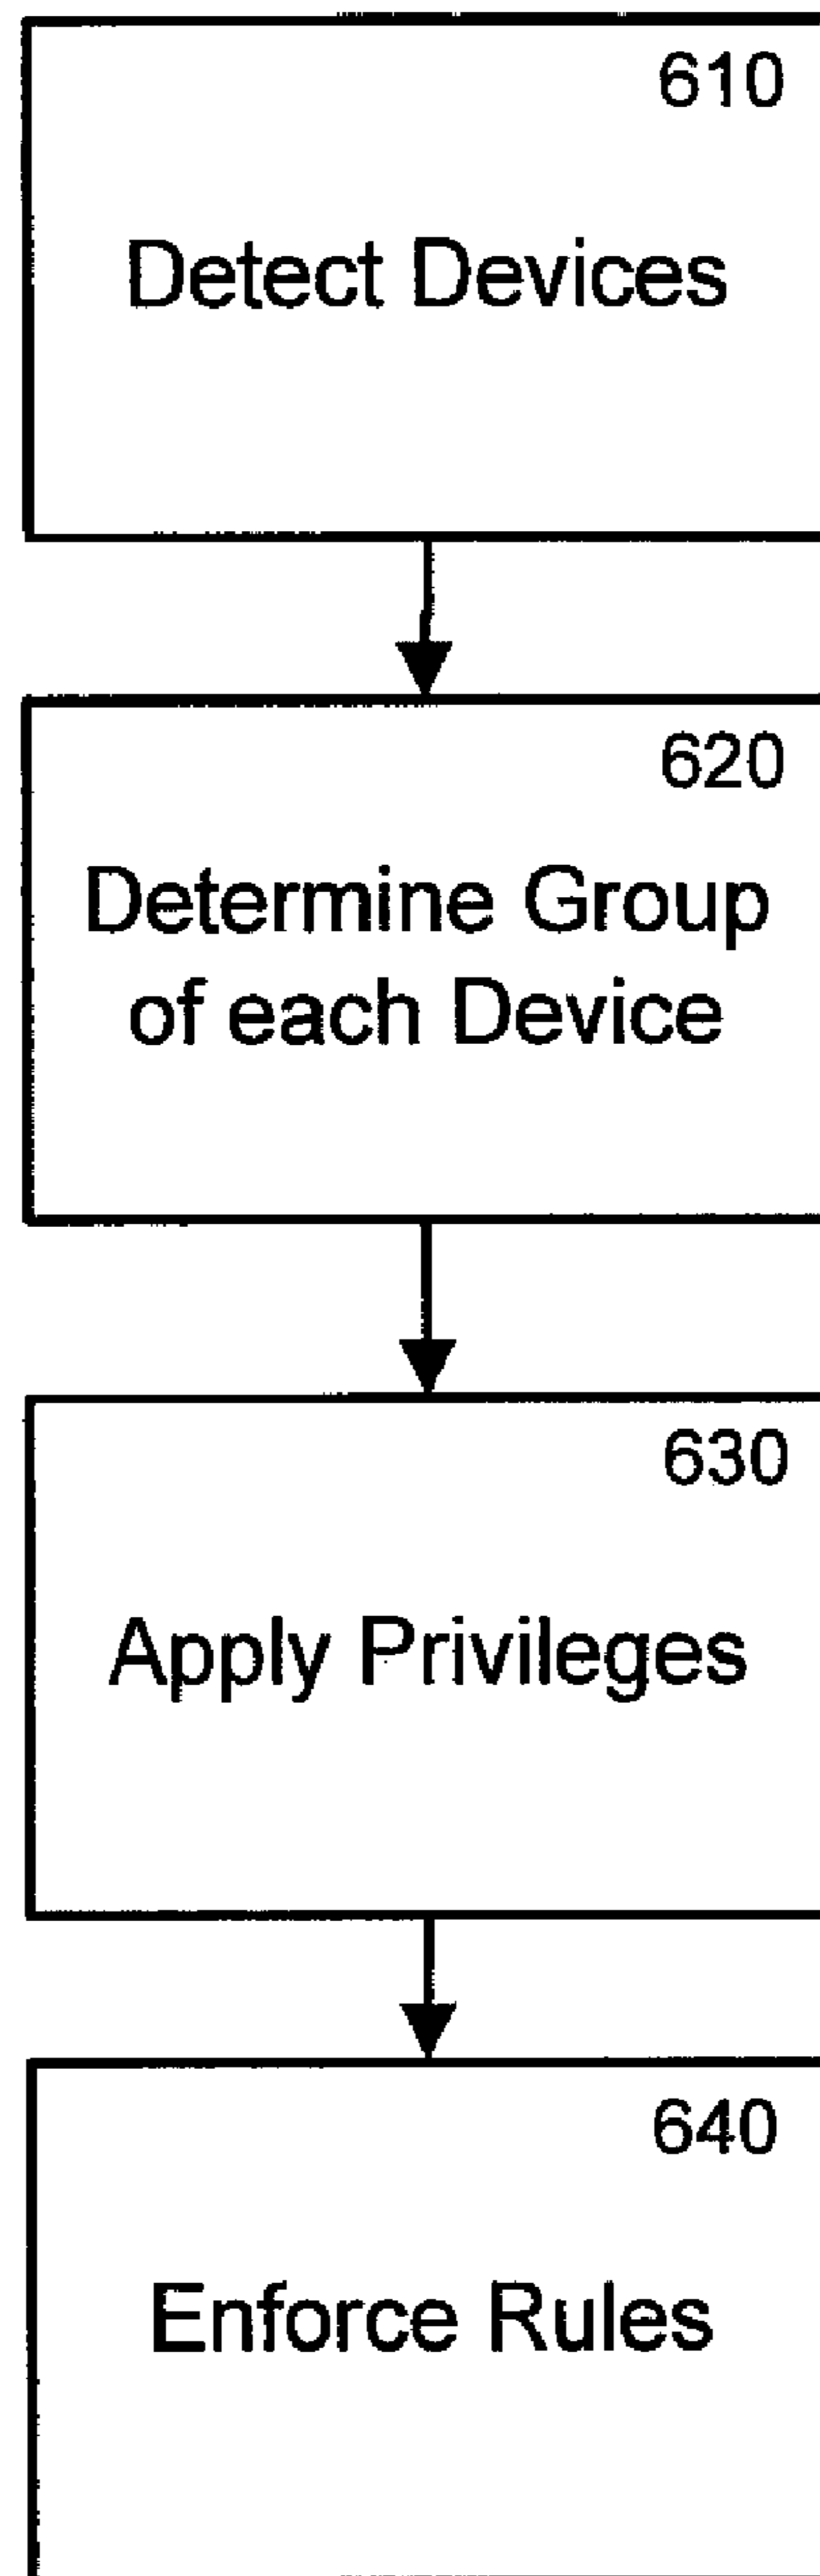 610
Detect Devices
620
Determine Group
of each Device
630
Apply Privileges
640
Enforce Rules